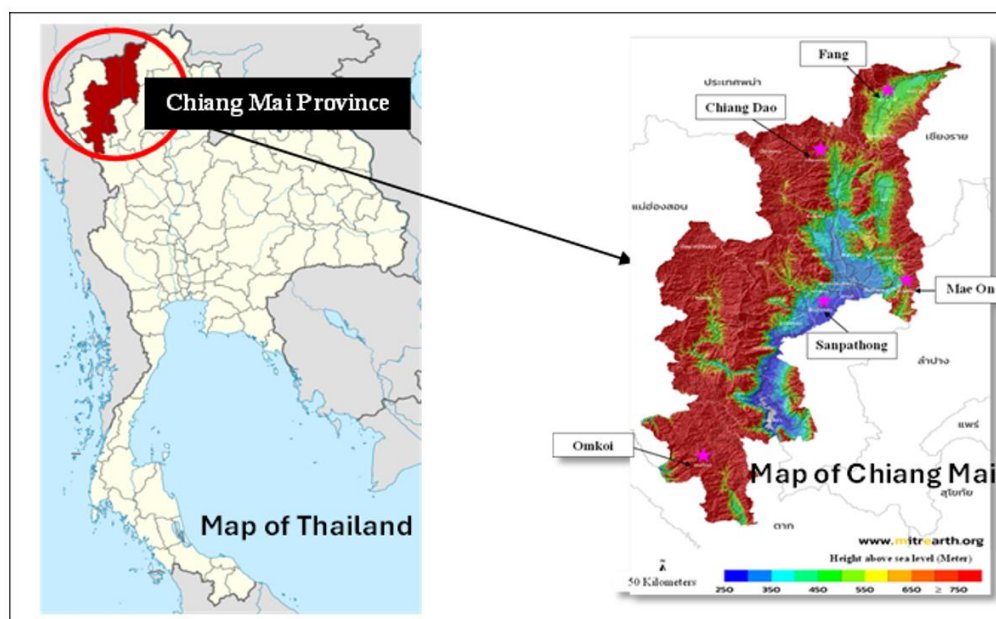 Chiang Mai Province
Map of Thailand
Fang
ประเทศพม่า
Chiang Dao
เชียงราย
แม่ฮ่องสอน
Mae On
Sanpathong
ลำปาง
แพร่
Omkoi
Map of Chiang Mai
สุโขทัย
ตาก
www.mitrearth.org
Height above sea level (Meter)
50 Kilometers
250 350 450 550 650 ≥ 750